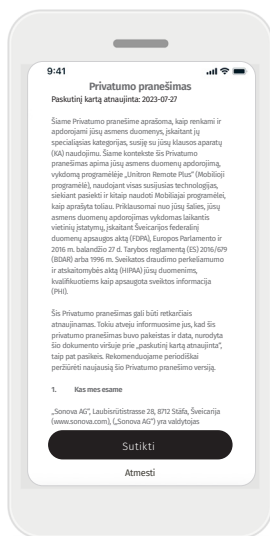 9:41
Privatumo pranešimas
Paskutinį kartą atnaujinta: 2023-07-27
Šiame Privatumo pranešime aprašoma, kaip renkami ir
apdorojami jūsų asmens duomenys, įskaitant jų
specialiąsias kategorijas, susiję su jūsų klausos aparatų
(KA) naudojimu. Šiame kontekste šis Privatumo
pranešimas apima jūsų asmens duomenų apdorojimą,
vykdomą programėlėje „Unitron Remote Plus“ (Mobilioji
programėlė), naudojant visas susijusias technologijas,
siekiant pasiekti ir kitaip naudoti Mobiliajai programėlei,
kaip aprašyta toliau. Priklausomai nuo jūsų šalies, jūsų
asmens duomenų apdorojimas vykdomas laikantis
vietinių įstatymų, įskaitant Šveicarijos federalinį
duomenų apsaugos aktą (FDPA), Europos Parlamento ir
2016 m. balandžio 27 d. Tarybos reglamentą (ES) 2016/679
(BDAR) arba 1996 m. Sveikatos draudimo perkeliamumo
ir atskaitomybės aktą (HIPAA) jūsų duomenims,
kvalifikuotiems kaip apsaugota sveiktos informacija
(PHI).
Šis Privatumo pranešimas gali būti retkarčiais
atnaujinamas. Tokiu atveju informuosime jus, kad šis
privatumo pranešimas buvo pakeistas ir data, nurodyta
šio dokumento viršuje prie „paskutinį kartą atnaujinta“,
taip pat pasikeis. Rekomenduojame periodiškai
peržiūrėti naujausią šio Privatumo pranešimo versiją.
1. Kas mes esame
„Sonova AG“, Laubisrütistrasse 28, 8712 Stäfa, Šveicarija
(www.sonova.com), („Sonova AG“) yra valdytojas
Sutikti
Atmesti